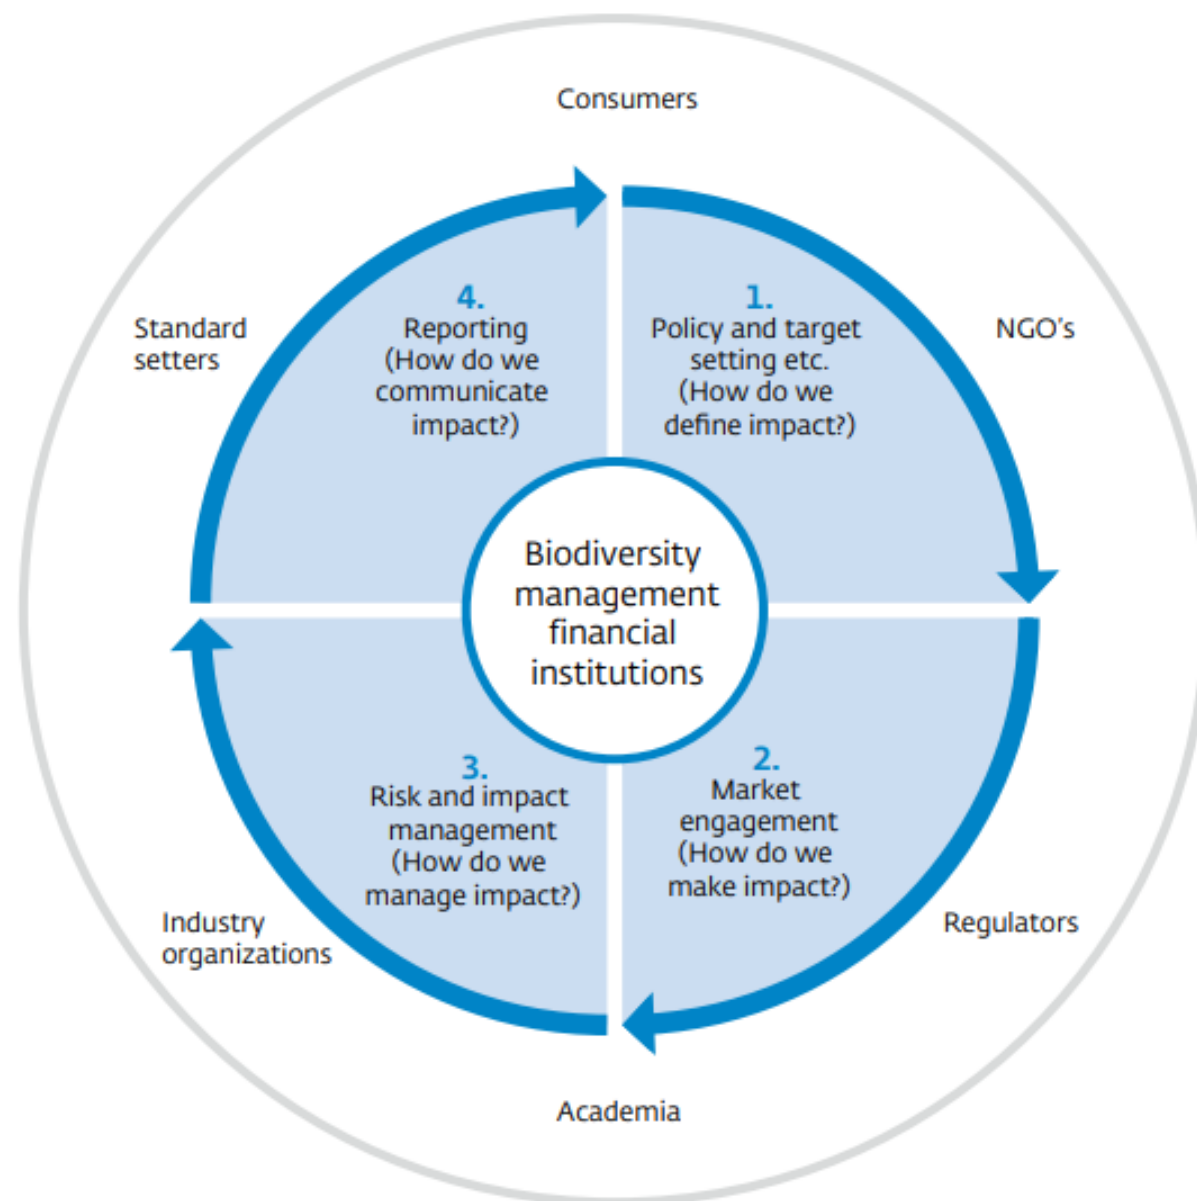 Consumers
Standard
setters
4.
Reporting
(How do we
communicate
impact?)
1.
Policy and target
setting etc.
(How do we
define impact?)
NGO's
Biodiversity
management
financial
institutions
3.
Risk and impact
management
(How do we
manage impact?)
2.
Market
engagement
(How do we
make impact?)
Industry
organizations
Regulators
Academia